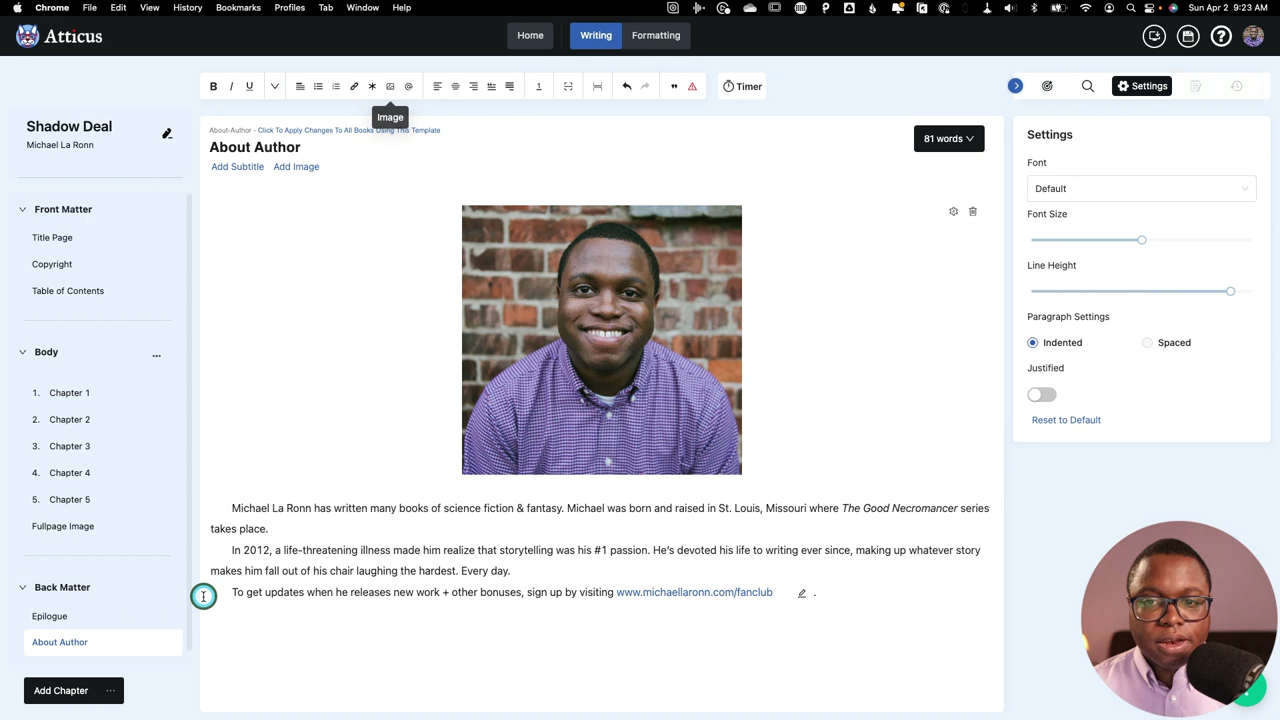 Chrome File Edit View History Bookmarks Profiles Tab Window Help
Sun Apr 2 9:23 AM
Atticus
Home Writing Formatting
B I U
Timer
Settings
Image
Shadow Deal
Michael La Ronn
About-Author - Click To Apply Changes To All Books Using This Template
About Author
81 words
Add Subtitle Add Image
Front Matter
Title Page
Copyright
Table of Contents
Body
1. Chapter 1
2. Chapter 2
3. Chapter 3
4. Chapter 4
5. Chapter 5
Fullpage Image
Back Matter
Epilogue
About Author
Add Chapter
Michael La Ronn has written many books of science fiction & fantasy. Michael was born and raised in St. Louis, Missouri where The Good Necromancer series
takes place.
In 2012, a life-threatening illness made him realize that storytelling was his #1 passion. He's devoted his life to writing ever since, making up whatever story
makes him fall out of his chair laughing the hardest. Every day.
To get updates when he releases new work + other bonuses, sign up by visiting www.michaellaronn.com/fanclub .
Settings
Font
Default
Font Size
Line Height
Paragraph Settings
Indented Spaced
Justified
Reset to Default